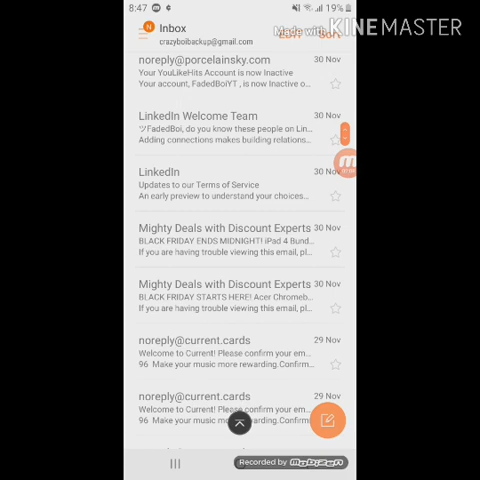 8:47
19%
N
Inbox
crazyboibackup@gmail.com
Edit
Sort
Made with KINEMASTER
noreply@porcelainsky.com 30 Nov
Your YouLikeHits Account is now Inactive
Your account, FadedBoiYT , is now Inactive o...
LinkedIn Welcome Team 30 Nov
ツFadedBoi, do you know these people on Lin...
Adding connections makes building relations...
LinkedIn 30 Nov
Updates to our Terms of Service
An early preview to understand your choices...
Mighty Deals with Discount Experts 30 Nov
BLACK FRIDAY ENDS MIDNIGHT! iPad 4 Bund...
If you are having trouble viewing this email, pl...
Mighty Deals with Discount Experts 30 Nov
BLACK FRIDAY STARTS HERE! Acer Chromeb...
If you are having trouble viewing this email, pl...
noreply@current.cards 29 Nov
Welcome to Current! Please confirm your em...
96 Make your music more rewarding.Confirm...
noreply@current.cards 29 Nov
Welcome to Current! Please confirm your em...
96 Make your music more rewarding.Confirm...
Recorded by mobizen